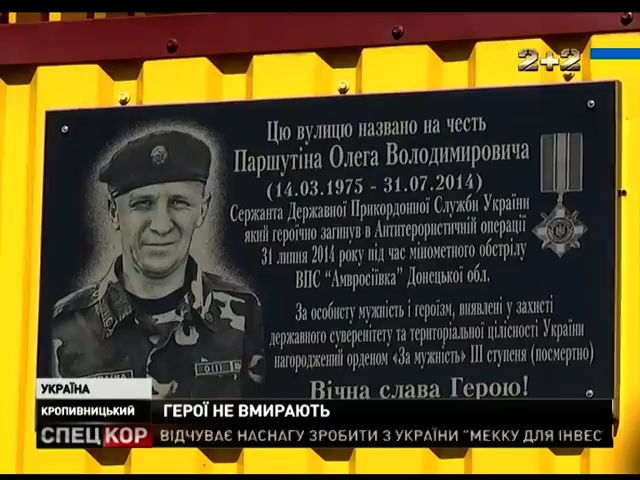 2+2
Цю вулицю названо на честь
Паршутіна Олега Володимировича
(14.03.1975 - 31.07.2014)
Сержанта Державної Прикордонної Служби України
який героїчно загинув в Антитерористичній операції
31 липня 2014 року під час мінометного обстрілу
ВПС “Амвросіївка” Донецької обл.
За особисту мужність і героїзм, виявлені у захисті
державного суверенітету та територіальної цілісності України
нагороджений орденом «За мужність» III ступеня (посмертно)
Вічна слава Герою!
УКРАЇНА
КРОПИВНИЦЬКИЙ
ГЕРОЇ НЕ ВМИРАЮТЬ
СПЕЦКОР
ВІДЧУВАЄ НАСНАГУ ЗРОБИТИ З УКРАЇНИ "МЕККУ ДЛЯ ІНВЕС